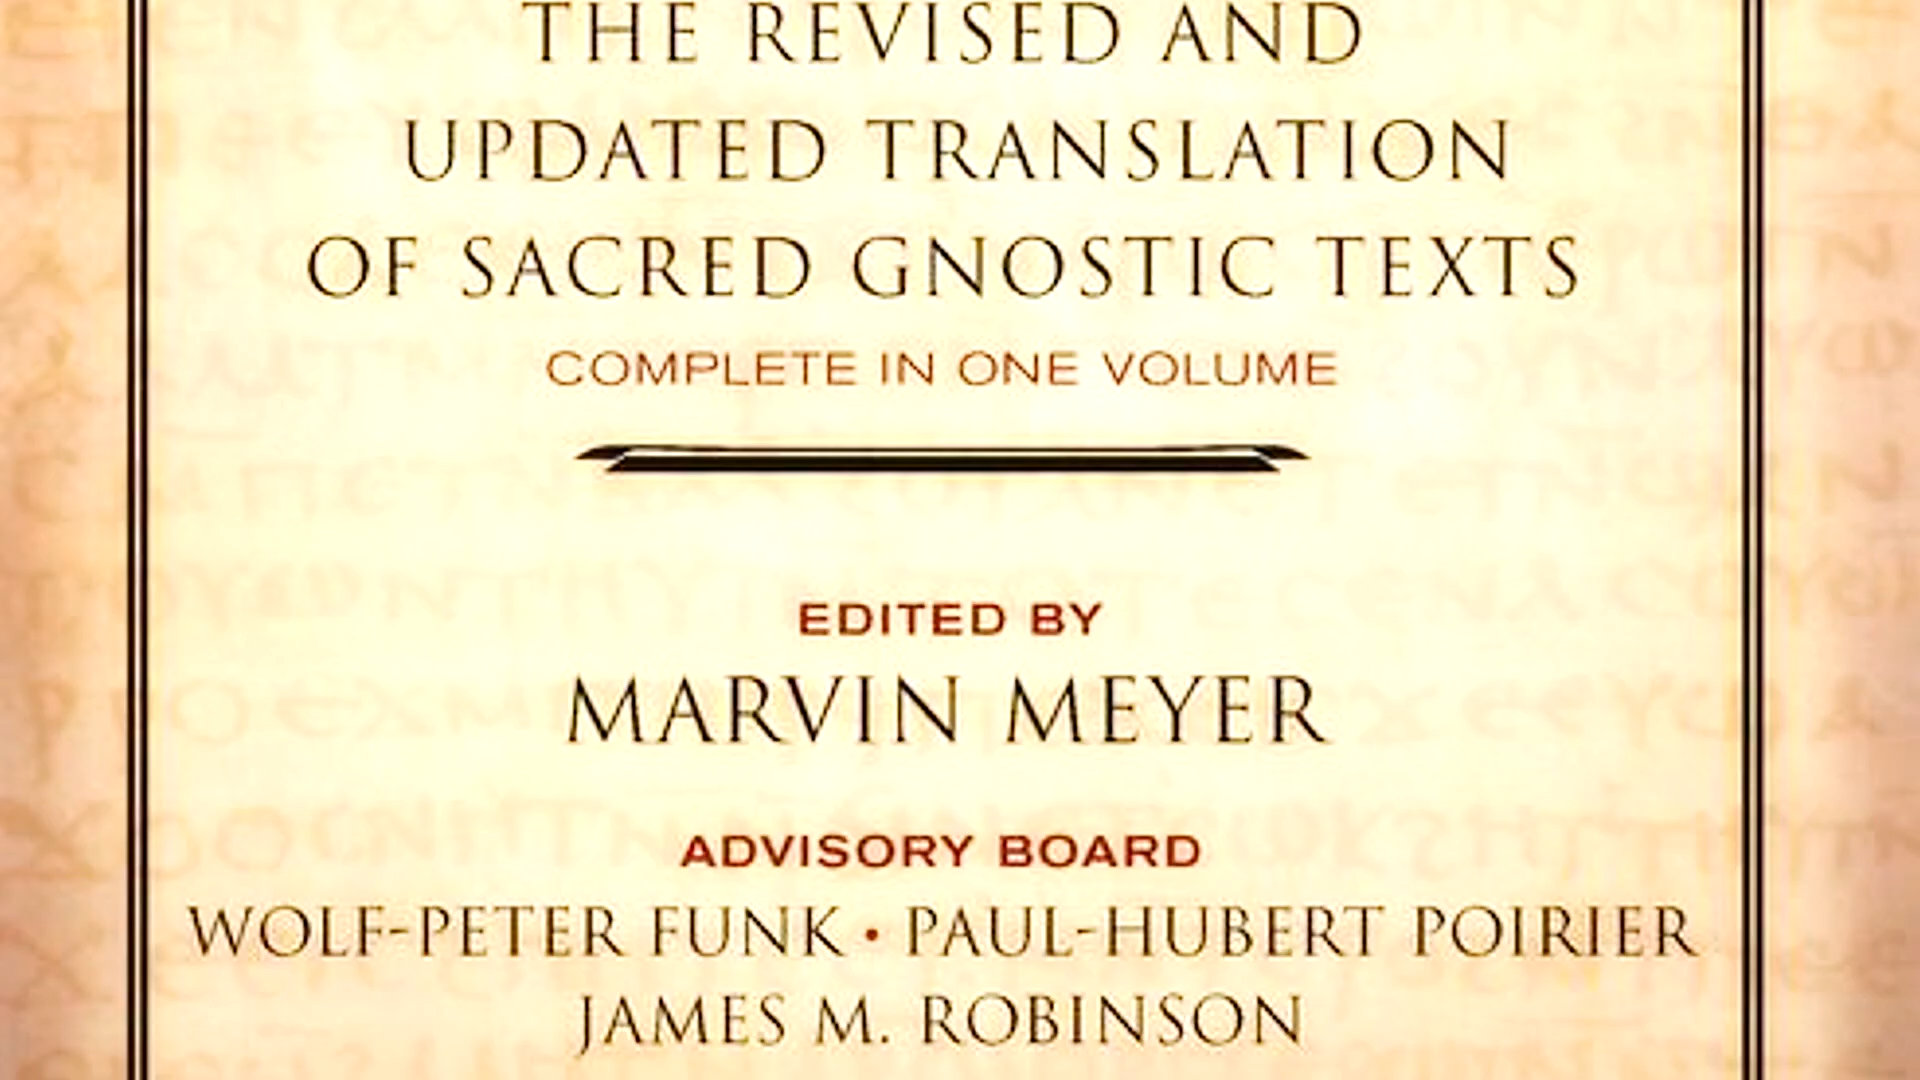 THE REVISED AND
UPDATED TRANSLATION
OF SACRED GNOSTIC TEXTS
COMPLETE IN ONE VOLUME
EDITED BY
MARVIN MEYER
ADVISORY BOARD
WOLF-PETER FUNK • PAUL-HUBERT POIRIER
JAMES M. ROBINSON